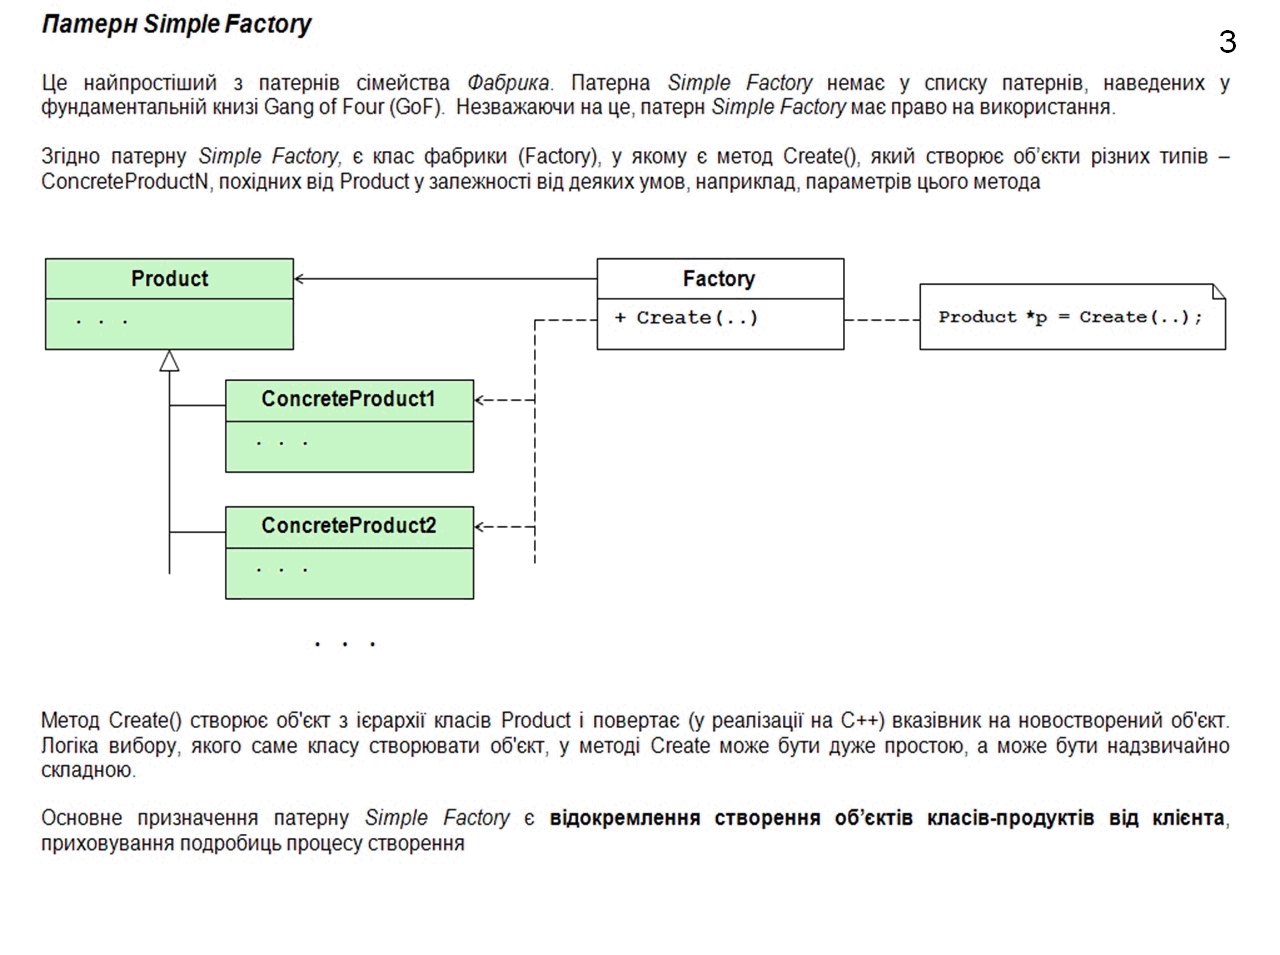 Патерн Simple Factory
3
Це найпростіший з патернів сімейства Фабрика. Патерна Simple Factory немає у списку патернів, наведених у
фундаментальній книзі Gang of Four (GoF). Незважаючи на це, патерн Simple Factory має право на використання.
Згідно патерну Simple Factory, є клас фабрики (Factory), у якому є метод Create(), який створює об’єкти різних типів –
ConcreteProductN, похідних від Product у залежності від деяких умов, наприклад, параметрів цього метода
Product
. . .
Factory
+ Create(..)
Product *p = Create(..);
ConcreteProduct1
. . .
ConcreteProduct2
. . .
. . .
Метод Create() створює об'єкт з ієрархії класів Product і повертає (у реалізації на C++) вказівник на новостворений об'єкт.
Логіка вибору, якого саме класу створювати об'єкт, у методі Create може бути дуже простою, а може бути надзвичайно
складною.
Основне призначення патерну Simple Factory є відокремлення створення об’єктів класів-продуктів від клієнта,
приховування подробиць процесу створення